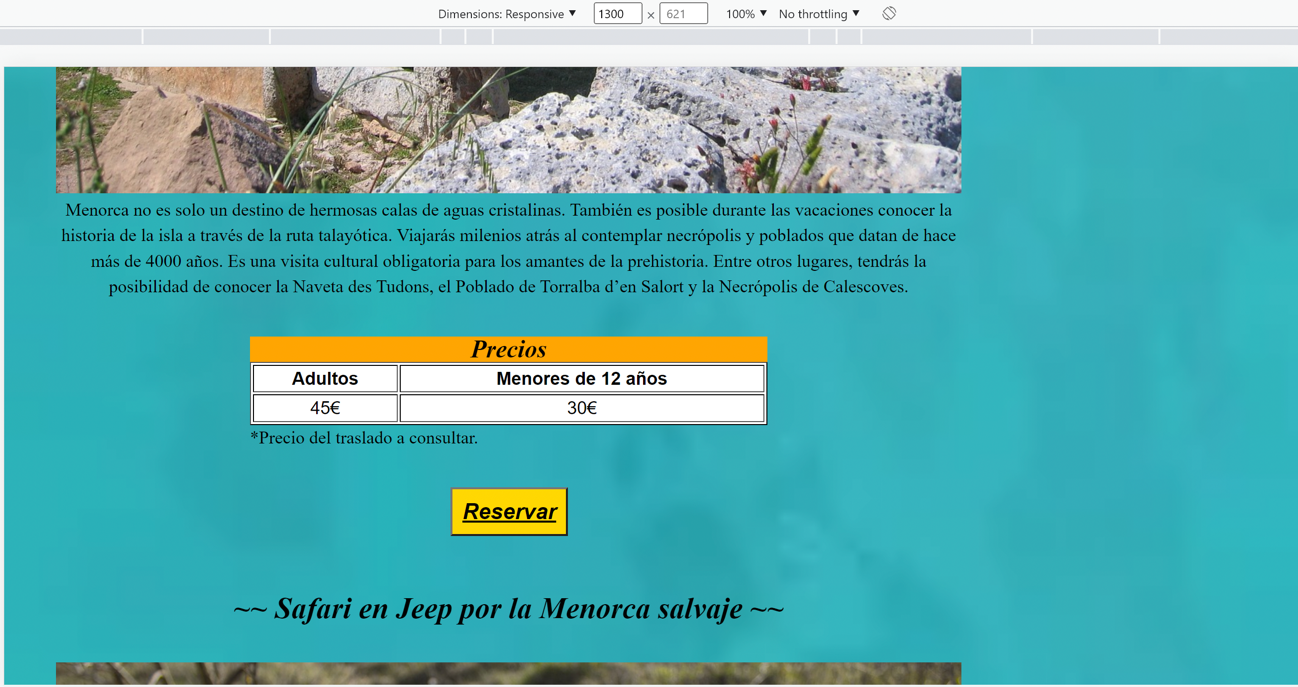 Dimensions: Responsive ▼ 1300 × 621 100% ▼ No throttling ▼
Menorca no es solo un destino de hermosas calas de aguas cristalinas. También es posible durante las vacaciones conocer la
historia de la isla a través de la ruta talayótica. Viajarás milenios atrás al contemplar necrópolis y poblados que datan de hace
más de 4000 años. Es una visita cultural obligatoria para los amantes de la prehistoria. Entre otros lugares, tendrás la
posibilidad de conocer la Naveta des Tudons, el Poblado de Torralba d’en Salort y la Necrópolis de Calescoves.
Precios
Adultos Menores de 12 años
45€ 30€
*Precio del traslado a consultar.
Reservar
~~ Safari en Jeep por la Menorca salvaje ~~